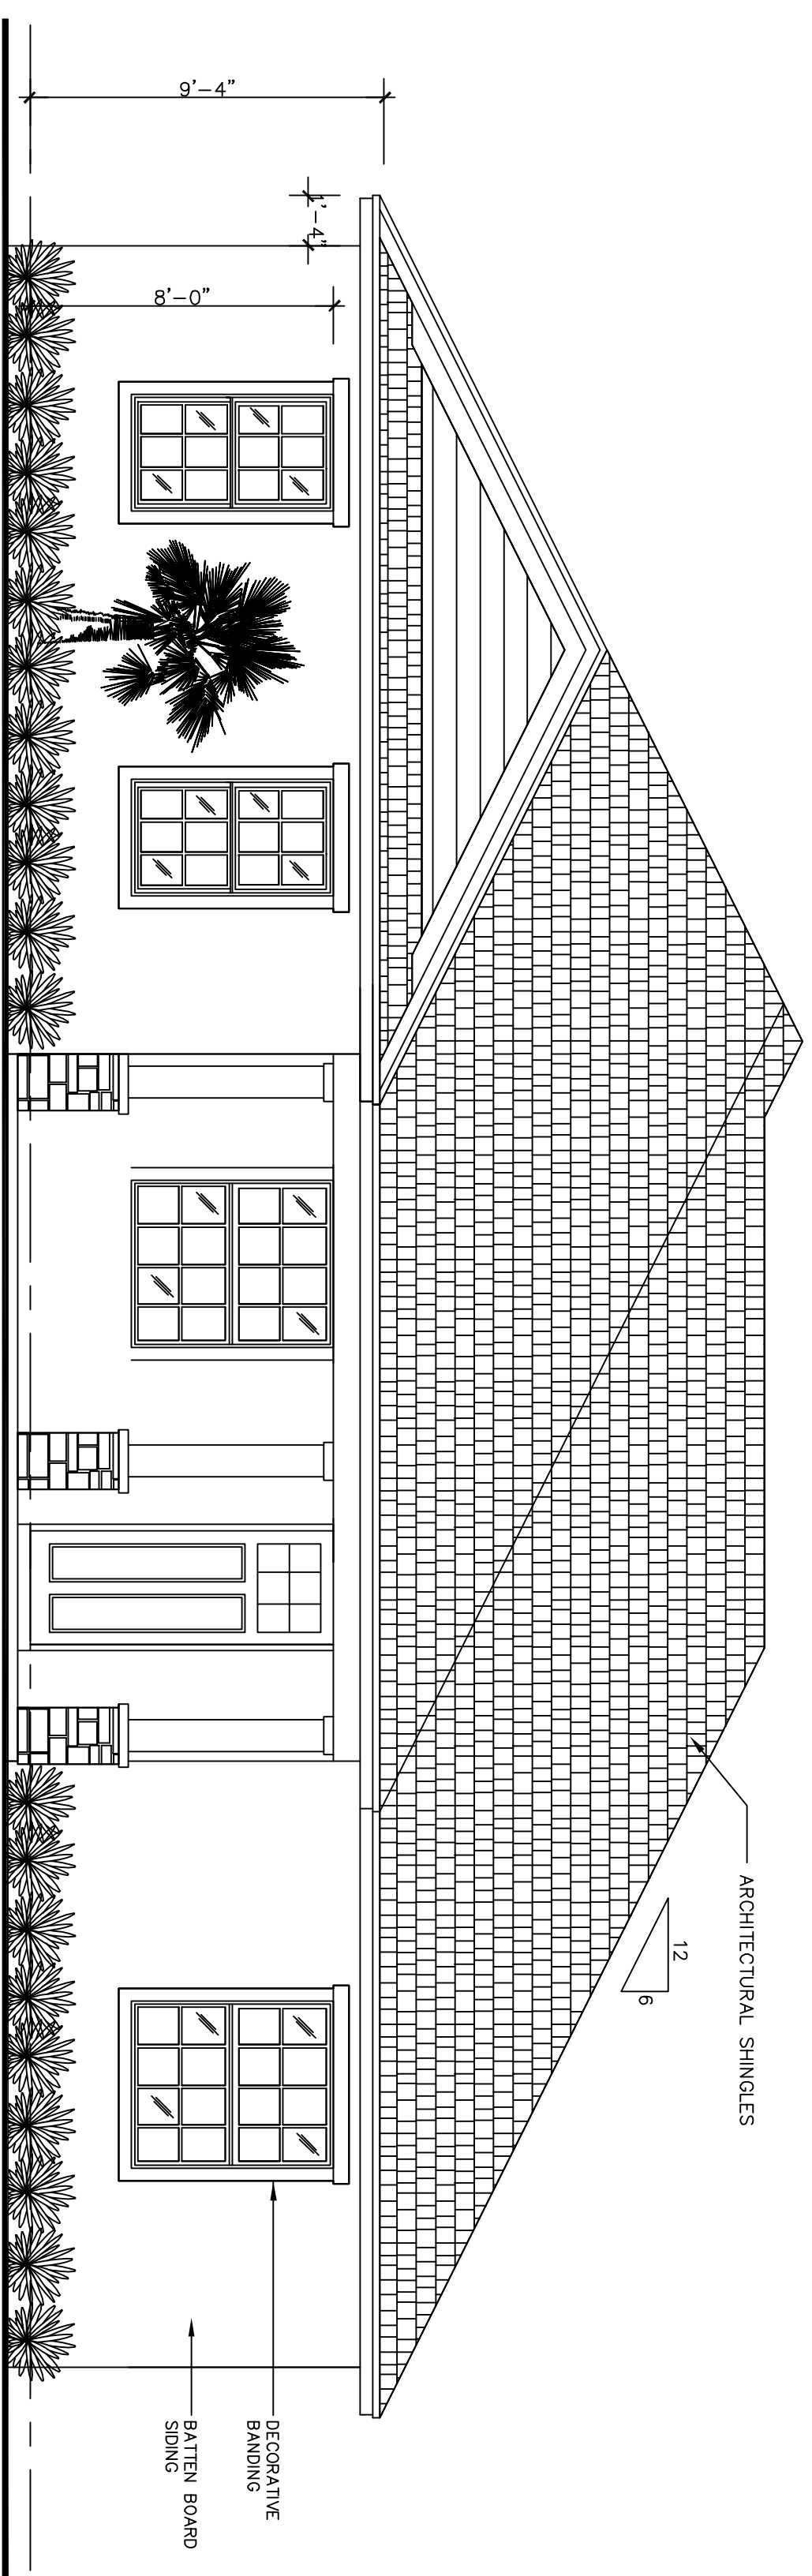 9'-4"
1'-4"
8'-0"
ARCHITECTURAL SHINGLES
12
6
DECORATIVE
BANDING
BATTEN BOARD
SIDING